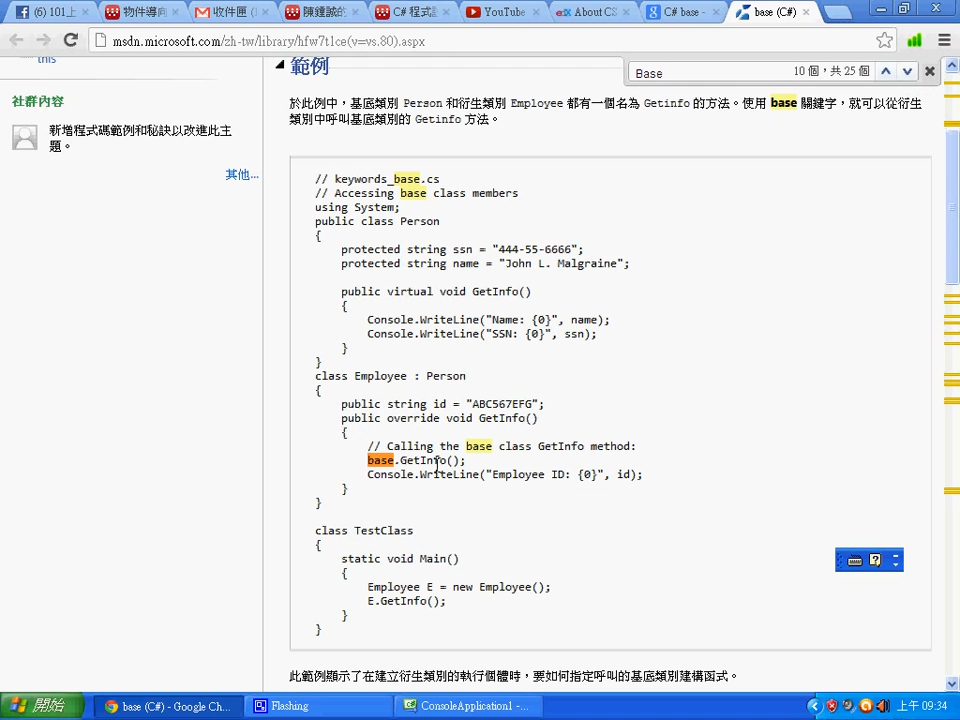 (6) 101上
物件導向
收件匣 (
陳鍾誠的
C# 程式設
YouTube
About CS
C# base -
base (C#)
msdn.microsoft.com/zh-tw/library/hfw7t1ce(v=vs.80).aspx
Base
10 個，共 25 個
this
社群內容
新增程式碼範例和秘訣以改進此主
題。
其他...
範例
於此例中，基底類別 Person 和衍生類別 Employee 都有一個名為 Getinfo 的方法。使用 base 關鍵字，就可以從衍生
類別中呼叫基底類別的 Getinfo 方法。
// keywords_base.cs
// Accessing base class members
using System;
public class Person
{
protected string ssn = "444-55-6666";
protected string name = "John L. Malgraine";
public virtual void GetInfo()
{
Console.WriteLine("Name: {0}", name);
Console.WriteLine("SSN: {0}", ssn);
}
}
class Employee : Person
{
public string id = "ABC567EFG";
public override void GetInfo()
{
// Calling the base class GetInfo method:
base.GetInfo();
Console.WriteLine("Employee ID: {0}", id);
}
}
class TestClass
{
static void Main()
{
Employee E = new Employee();
E.GetInfo();
}
}
此範例顯示了在建立衍生類別的執行個體時，要如何指定呼叫的基底類別建構函式。
開始
base (C#) - Google Ch...
Flashing
ConsoleApplication1 -...
上午 09:34